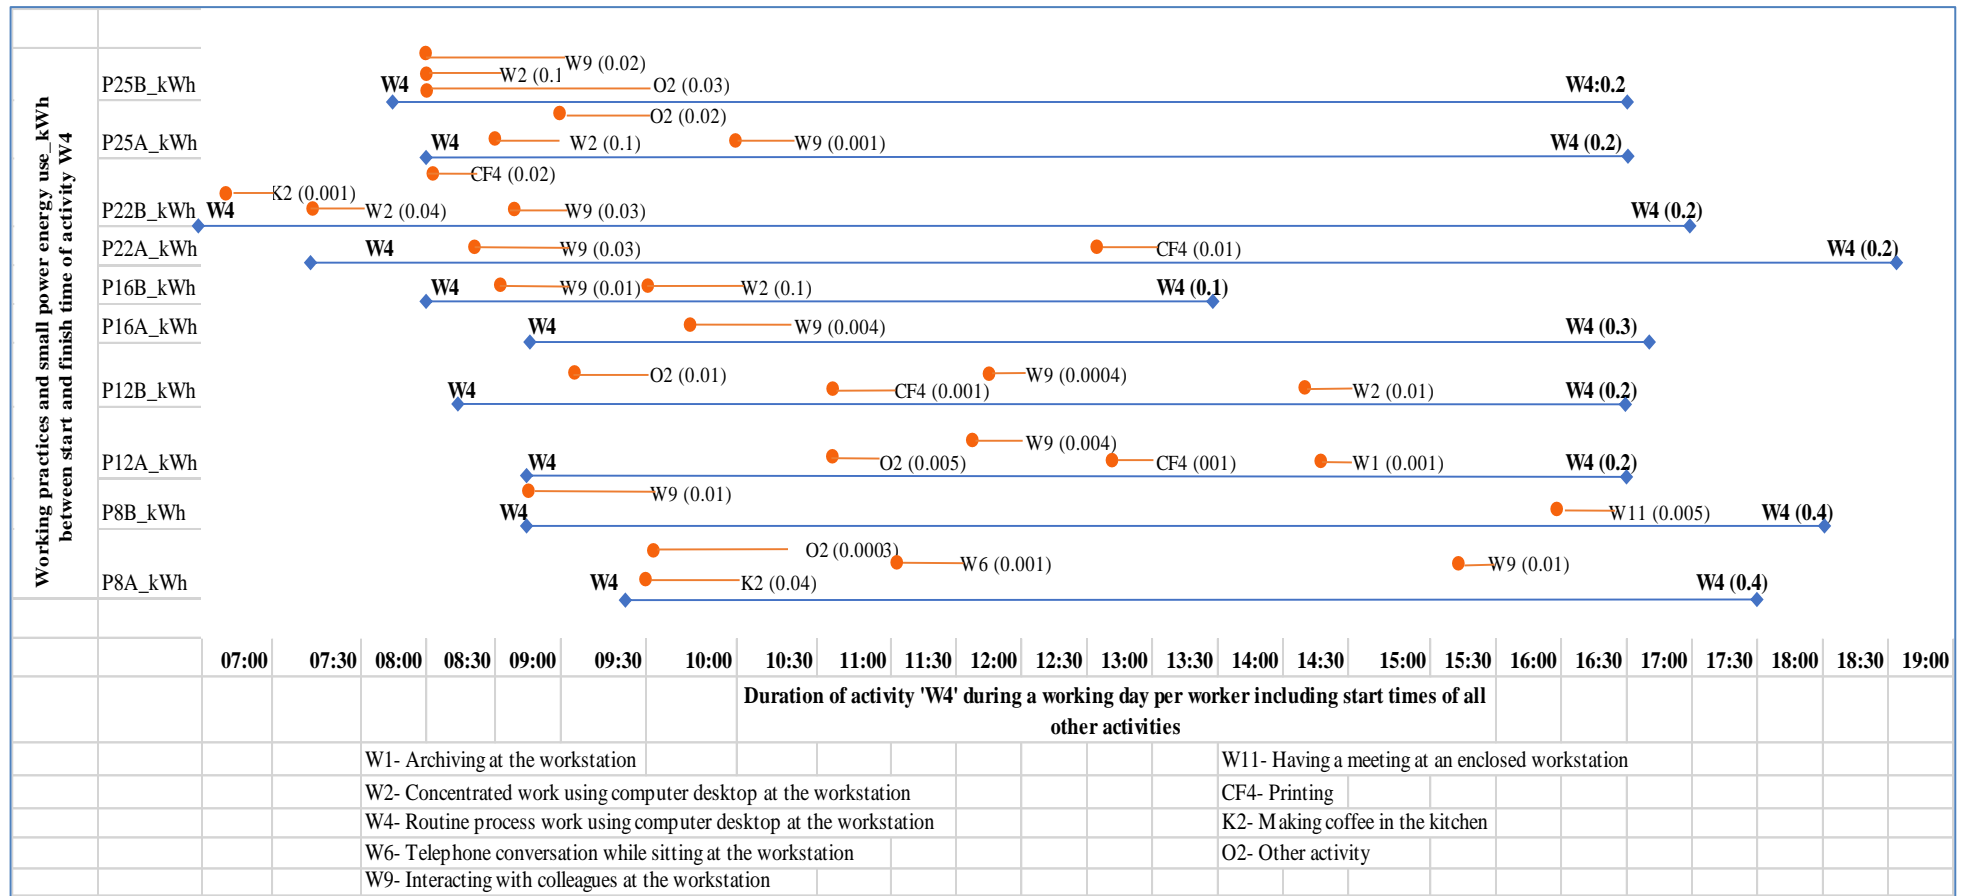 Working practices and small power energy use_kWh
between start and finish time of activity W4
W9 (0.02)
W2 (0.1
P25B_kWh W4 O2 (0.03) W4:0.2
O2 (0.02)
P25A_kWh W4 W2 (0.1) W9 (0.001) W4 (0.2)
CF4 (0.02)
K2 (0.001)
P22B_kWh W4 W2 (0.04) W9 (0.03) W4 (0.2)
P22A_kWh W4 W9 (0.03) CF4 (0.01) W4 (0.2)
P16B_kWh W4 W9 (0.01) W2 (0.1) W4 (0.1)
P16A_kWh W4 W9 (0.004) W4 (0.3)
O2 (0.01) W9 (0.0004)
P12B_kWh W4 CF4 (0.001) W2 (0.01) W4 (0.2)
W9 (0.004)
P12A_kWh W4 O2 (0.005) CF4 (001) W1 (0.001) W4 (0.2)
W9 (0.01)
P8B_kWh W4 W11 (0.005) W4 (0.4)
O2 (0.0003) W6 (0.001) W9 (0.01)
P8A_kWh W4 K2 (0.04) W4 (0.4)
07:00 07:30 08:00 08:30 09:00 09:30 10:00 10:30 11:00 11:30 12:00 12:30 13:00 13:30 14:00 14:30 15:00 15:30 16:00 16:30 17:00 17:30 18:00 18:30 19:00
Duration of activity 'W4' during a working day per worker including start times of all
other activities
W1- Archiving at the workstation
W2- Concentrated work using computer desktop at the workstation
W4- Routine process work using computer desktop at the workstation
W6- Telephone conversation while sitting at the workstation
W9- Interacting with colleagues at the workstation
W11- Having a meeting at an enclosed workstation
CF4- Printing
K2- Making coffee in the kitchen
O2- Other activity